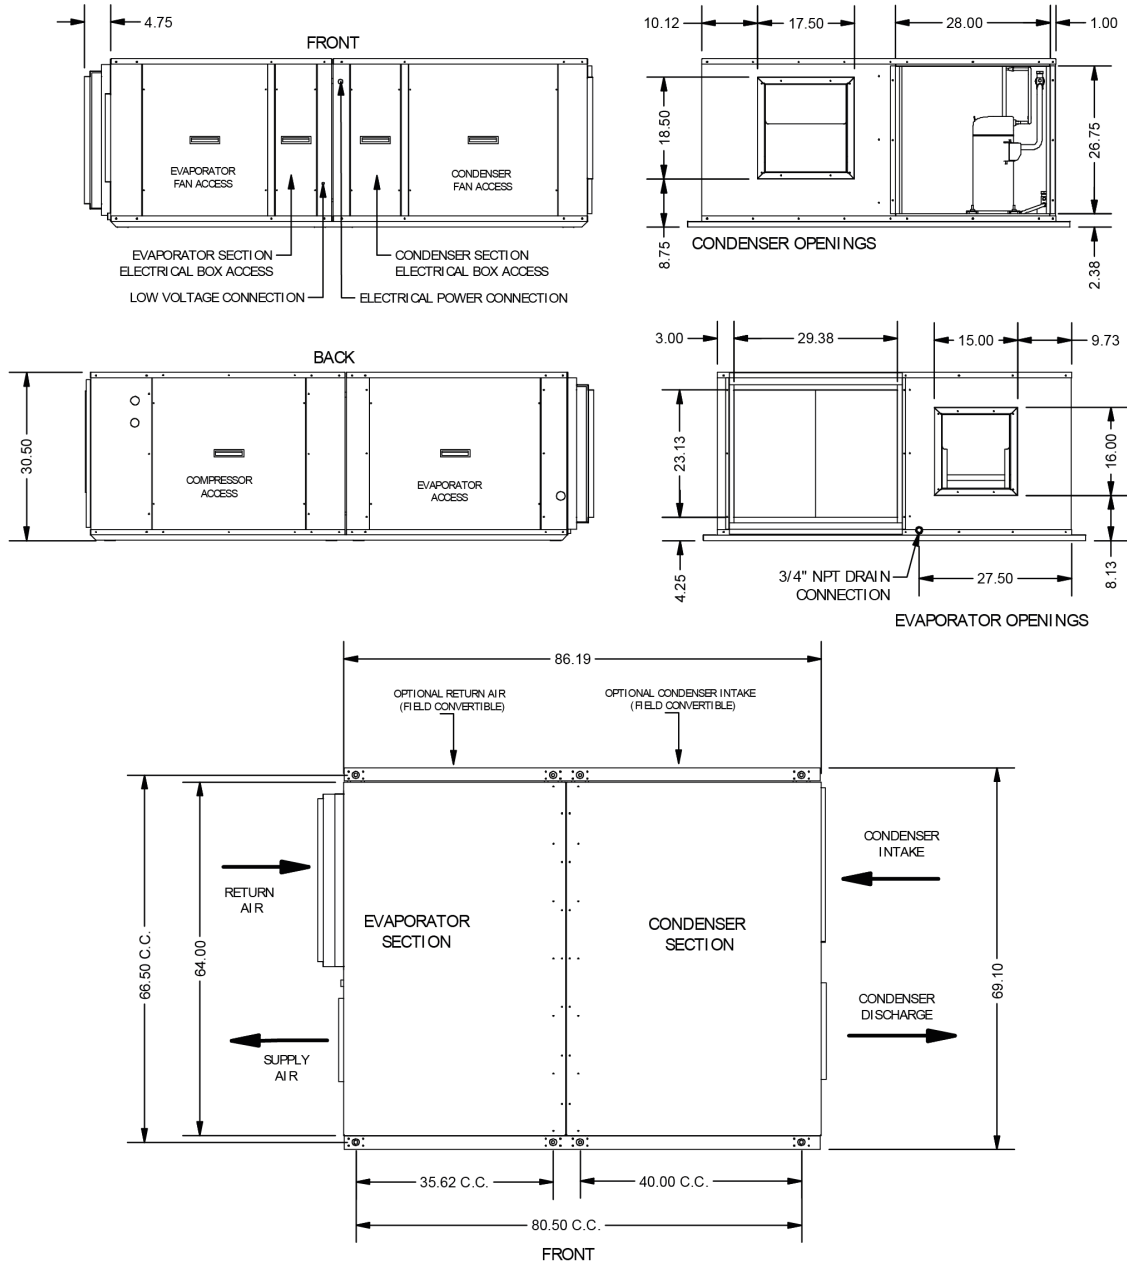 4.75
FRONT
EVAPORATOR
FAN ACCESS
CONDENSER
FAN ACCESS
EVAPORATOR SECTION
ELECTRICAL BOX ACCESS
CONDENSER SECTION
ELECTRICAL BOX ACCESS
LOW VOLTAGE CONNECTION
ELECTRICAL POWER CONNECTION
10.12
17.50
28.00
1.00
18.50
26.75
8.75
2.38
CONDENSER OPENINGS
BACK
30.50
COMPRESSOR
ACCESS
EVAPORATOR
ACCESS
3.00
29.38
15.00
9.73
23.13
16.00
4.25
8.13
3/4" NPT DRAIN
CONNECTION
27.50
EVAPORATOR OPENINGS
86.19
OPTIONAL RETURN AIR
(FIELD CONVERTIBLE)
OPTIONAL CONDENSER INTAKE
(FIELD CONVERTIBLE)
66.50 C.C.
64.00
RETURN
AIR
SUPPLY
AIR
EVAPORATOR
SECTION
CONDENSER
SECTION
CONDENSER
INTAKE
CONDENSER
DISCHARGE
69.10
35.62 C.C.
40.00 C.C.
80.50 C.C.
FRONT